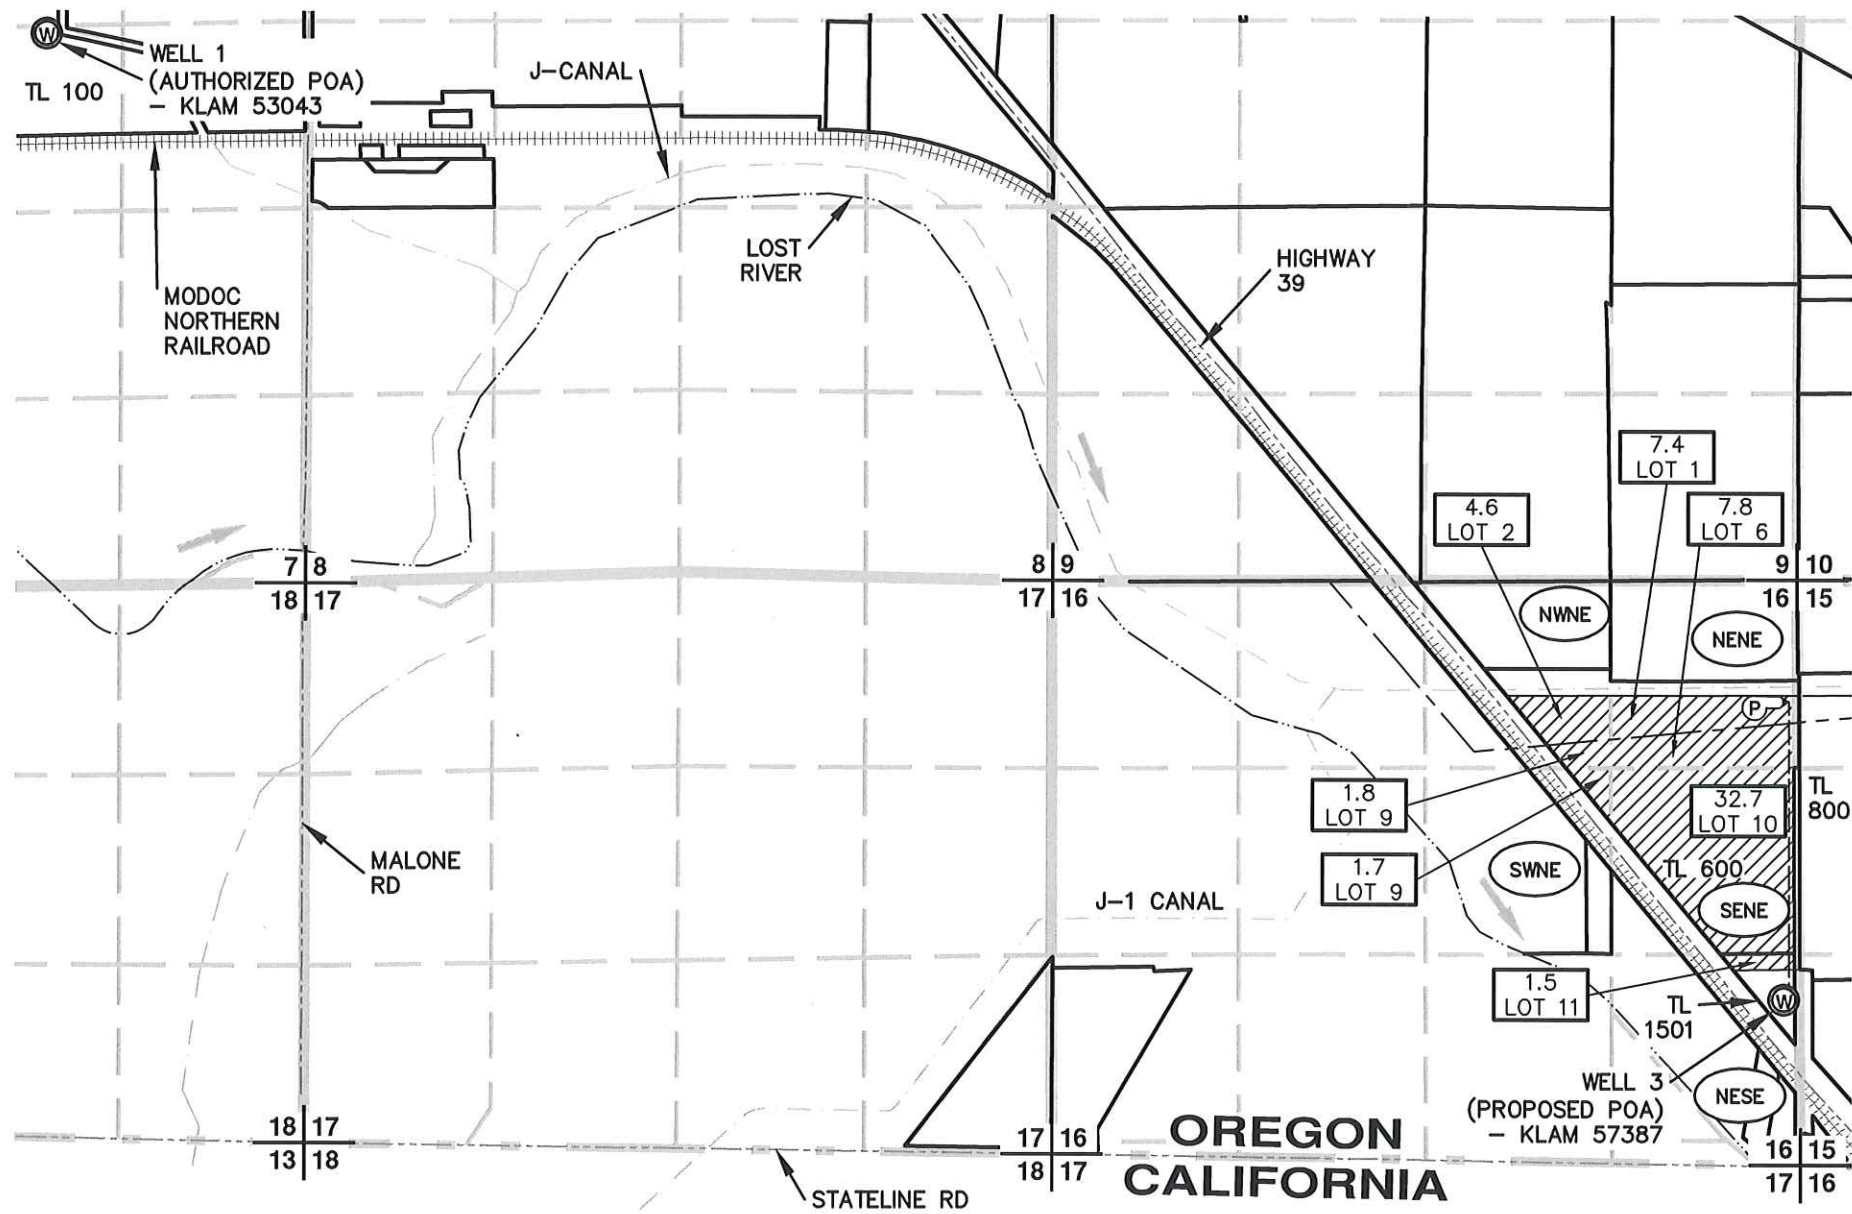 W
WELL 1
(AUTHORIZED POA)
– KLAM 53043
TL 100
J–CANAL
LOST
RIVER
MODOC
NORTHERN
RAILROAD
HIGHWAY
39
7.4
LOT 1
4.6
LOT 2
7.8
LOT 6
7 8
18 17
8 9
17 16
9 10
16 15
NWNE
NENE
P
1.8
LOT 9
32.7
LOT 10
TL
800
MALONE
RD
1.7
LOT 9
SWNE
TL 600
SENE
J–1 CANAL
1.5
LOT 11
TL
1501
W
WELL 3
(PROPOSED POA)
– KLAM 57387
NESE
18 17
13 18
17 16
18 17
OREGON
CALIFORNIA
16 15
17 16
STATELINE RD